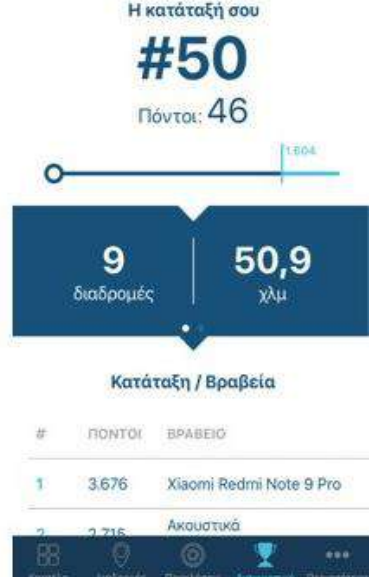 Η κατάταξή σου
#50
Πόντοι: 46
1.604
9
διαδρομές
50,9
χλμ
Κατάταξη / Βραβεία
# ΠΟΝΤΟΙ ΒΡΑΒΕΙΟ
1 3.676 Xiaomi Redmi Note 9 Pro
2 2.715 Ακουστικά